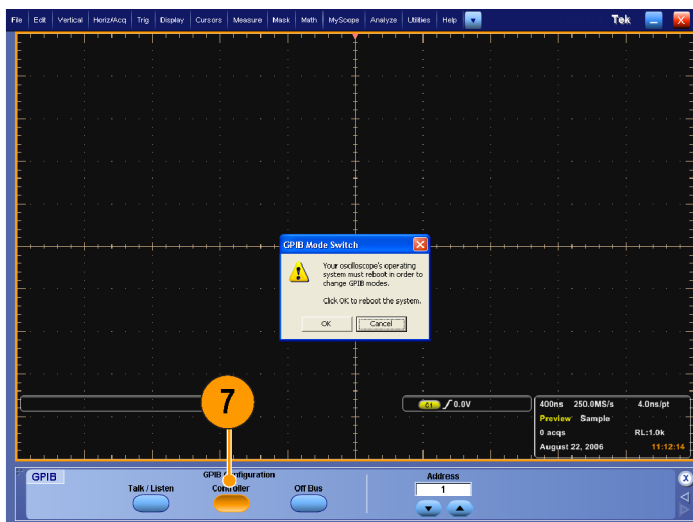 File Edit Vertical Horiz/Acq Trig Display Cursors Measure Mask Math MyScope Analyze Utilities Help Tek
GPIB Mode Switch
Your oscilloscope's operating
system must reboot in order to
change GPIB modes.
Click OK to reboot the system.
OK Cancel
7
C1 0.0V
400ns 250.0MS/s 4.0ns/pt
Preview Sample
0 acqs RL:1.0k
August 22, 2006 11:12:14
GPIB
GPIB Configuration
Talk / Listen Controller Off Bus
Address
1
X